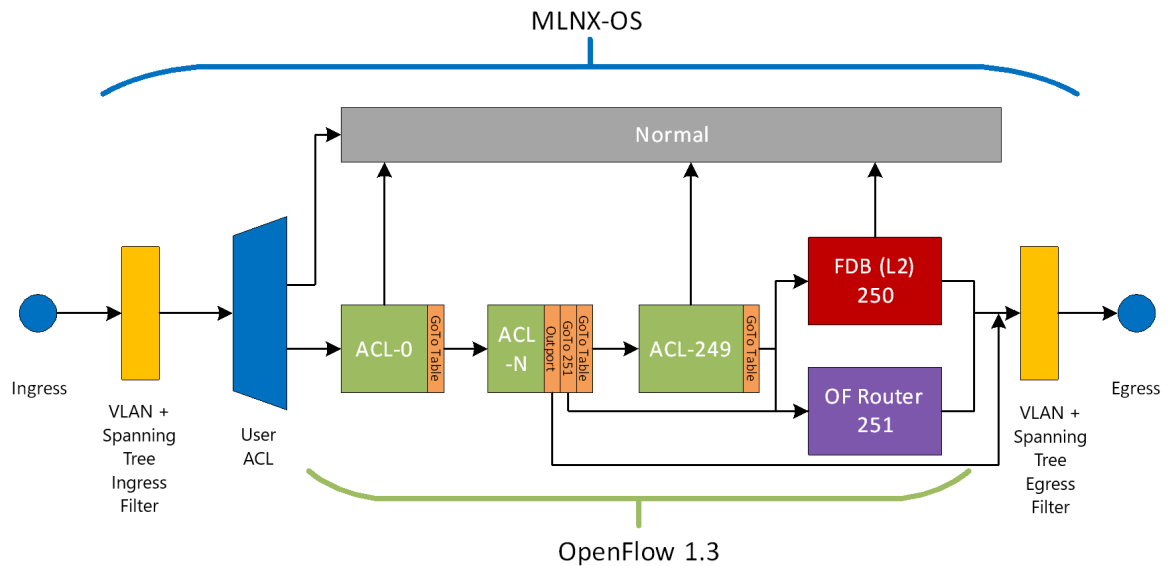 MLNX-OS
Normal
FDB (L2)
250
ACL-0
GoTo Table
ACL
-N
Output port
GoTo 251
GoTo Table
ACL-249
GoTo Table
OF Router
251
Ingress
VLAN +
Spanning
Tree
Ingress
Filter
User
ACL
VLAN +
Spanning
Tree
Egress
Filter
Egress
OpenFlow 1.3